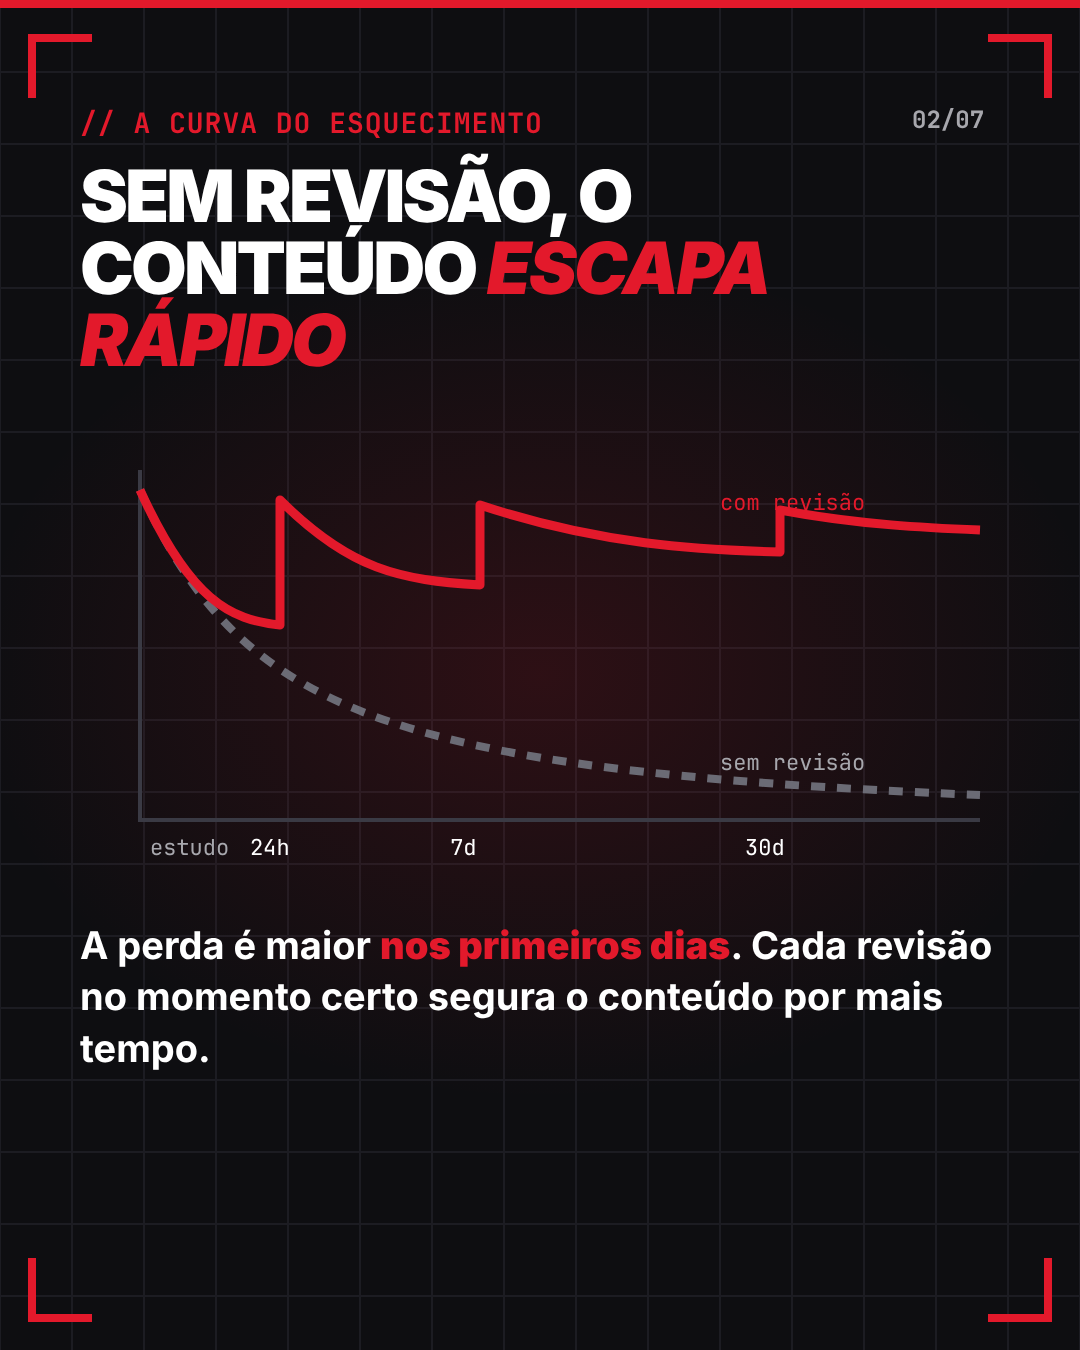 // A CURVA DO ESQUECIMENTO
02/07
SEM REVISÃO, O
CONTEÚDO ESCAPA
RÁPIDO
com revisão
sem revisão
estudo 24h 7d 30d
A perda é maior nos primeiros dias. Cada revisão
no momento certo segura o conteúdo por mais
tempo.